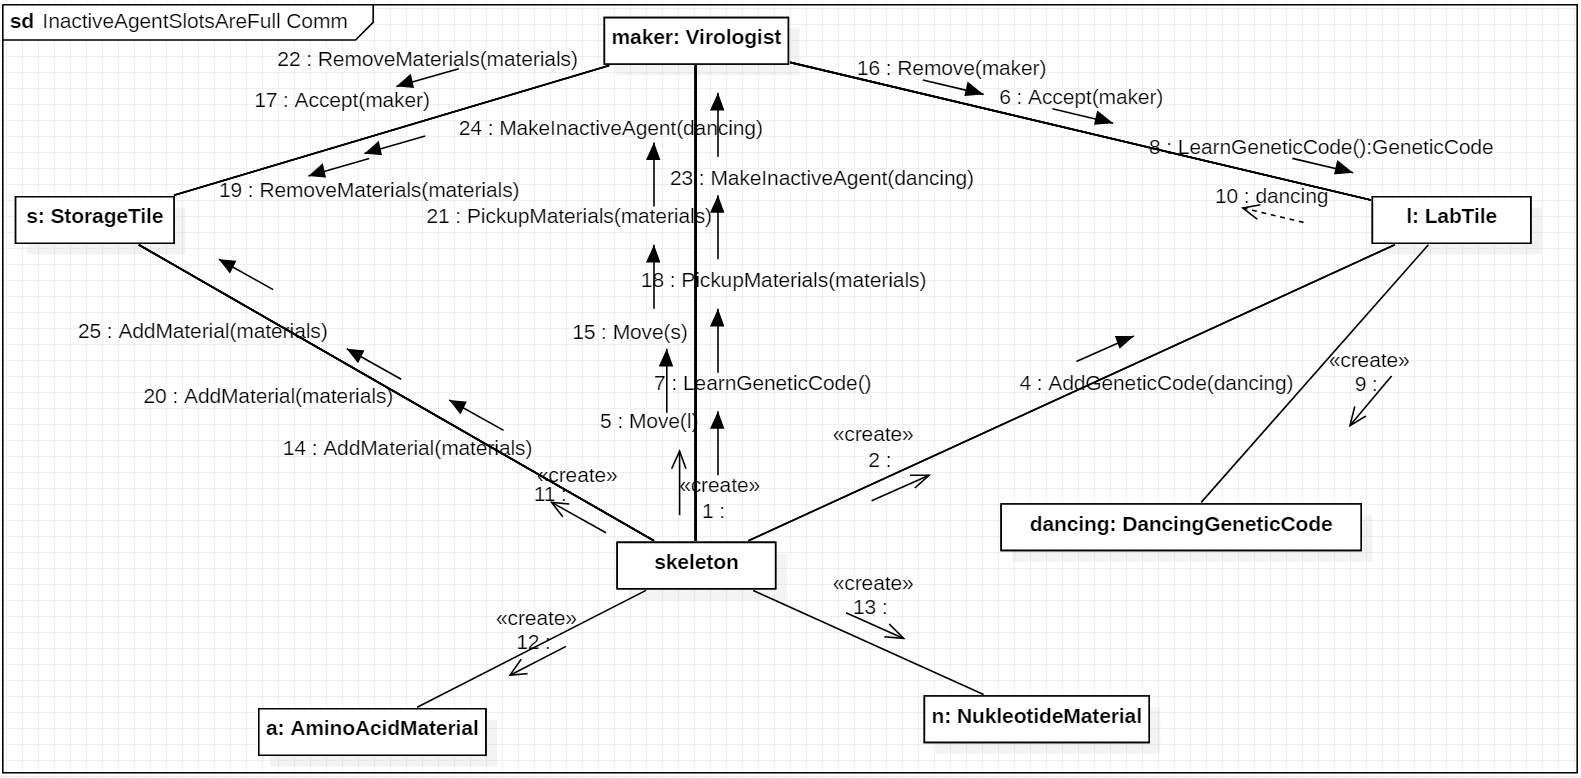 sd InactiveAgentSlotsAreFull Comm
maker: Virologist
22 : RemoveMaterials(materials)
16 : Remove(maker)
17 : Accept(maker)
6 : Accept(maker)
24 : MakeInactiveAgent(dancing)
8 : LearnGeneticCode():GeneticCode
23 : MakeInactiveAgent(dancing)
19 : RemoveMaterials(materials)
10 : dancing
s: StorageTile
21 : PickupMaterials(materials)
l: LabTile
18 : PickupMaterials(materials)
25 : AddMaterial(materials)
15 : Move(s)
«create»
9 :
7 : LearnGeneticCode()
4 : AddGeneticCode(dancing)
20 : AddMaterial(materials)
5 : Move(l)
«create»
2 :
14 : AddMaterial(materials)
«create»
11 :
«create»
1 :
dancing: DancingGeneticCode
skeleton
«create»
13 :
«create»
12 :
a: AminoAcidMaterial
n: NukleotideMaterial